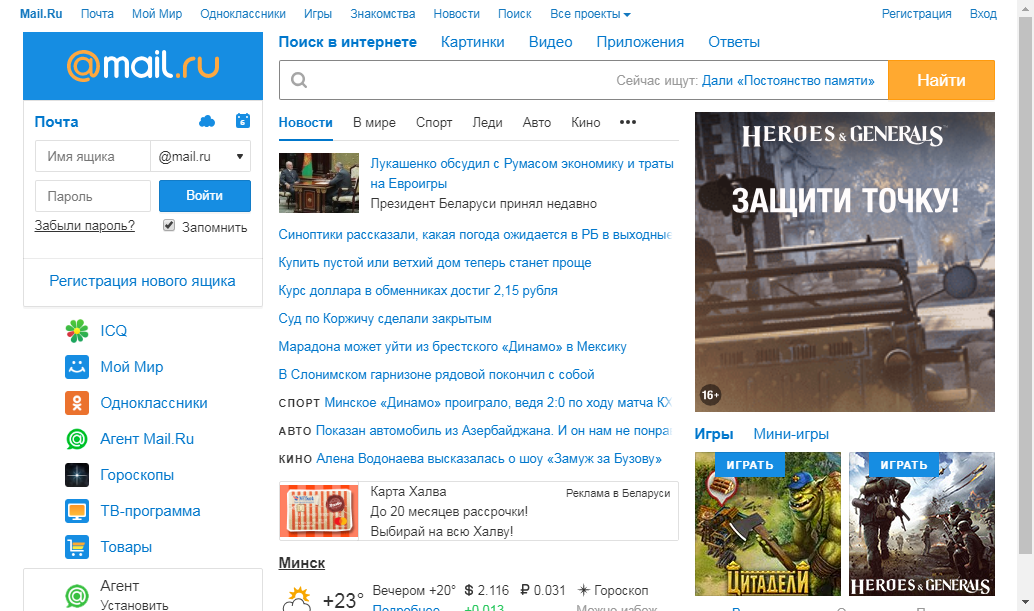 Mail.Ru Почта Мой Мир Одноклассники Игры Знакомства Новости Поиск Все проекты Регистрация Вход
@mail.ru
Поиск в интернете Картинки Видео Приложения Ответы
Сейчас ищут: Дали «Постоянство памяти» Найти
Почта 6
Имя ящика @mail.ru
Пароль Войти
Забыли пароль? Запомнить
Регистрация нового ящика
ICQ
Мой Мир
Одноклассники
Агент Mail.Ru
Гороскопы
ТВ-программа
Товары
Агент
Установить
Новости В мире Спорт Леди Авто Кино •••
Лукашенко обсудил с Румасом экономику и траты
на Евроигры
Президент Беларуси принял недавно
Синоптики рассказали, какая погода ожидается в РБ в выходные
Купить пустой или ветхий дом теперь станет проще
Курс доллара в обменниках достиг 2,15 рубля
Суд по Коржичу сделали закрытым
Марадона может уйти из брестского «Динамо» в Мексику
В Слонимском гарнизоне рядовой покончил с собой
СПОРТ Минское «Динамо» проиграло, ведя 2:0 по ходу матча КХ
АВТО Показан автомобиль из Азербайджана. И он нам не понра
КИНО Алена Водонаева высказалась о шоу «Замуж за Бузову»
Карта Халва Реклама в Беларуси
До 20 месяцев рассрочки!
Выбирай на всю Халву!
Минск
+23° Вечером +20° $ 2.116 ₽ 0.031 Гороскоп
Подробнее +0.013 Можно избеж
HEROES & GENERALS
ЗАЩИТИ ТОЧКУ!
16+
Игры Мини-игры
ИГРАТЬ ИГРАТЬ
ЦИТАДЕЛИ HEROES & GENERALS